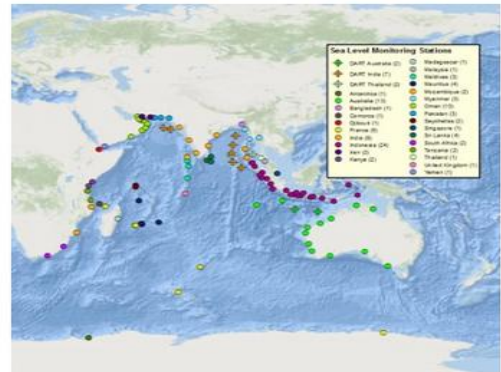 Sea Level Monitoring Stations
DART Australia (2)
DART India (7)
DART Thailand (2)
Antarctica (1)
Australia (13)
Bangladesh (1)
Comoros (1)
Djibouti (1)
France (8)
India (9)
Indonesia (24)
Iran (2)
Kenya (2)
Madagascar (1)
Malaysia (1)
Maldives (3)
Mauritius (4)
Mozambique (2)
Myanmar (3)
Oman (10)
Pakistan (3)
Seychelles (2)
Singapore (1)
Sri Lanka (4)
South Africa (2)
Tanzania (2)
Thailand (1)
United Kingdom (1)
Yemen (1)